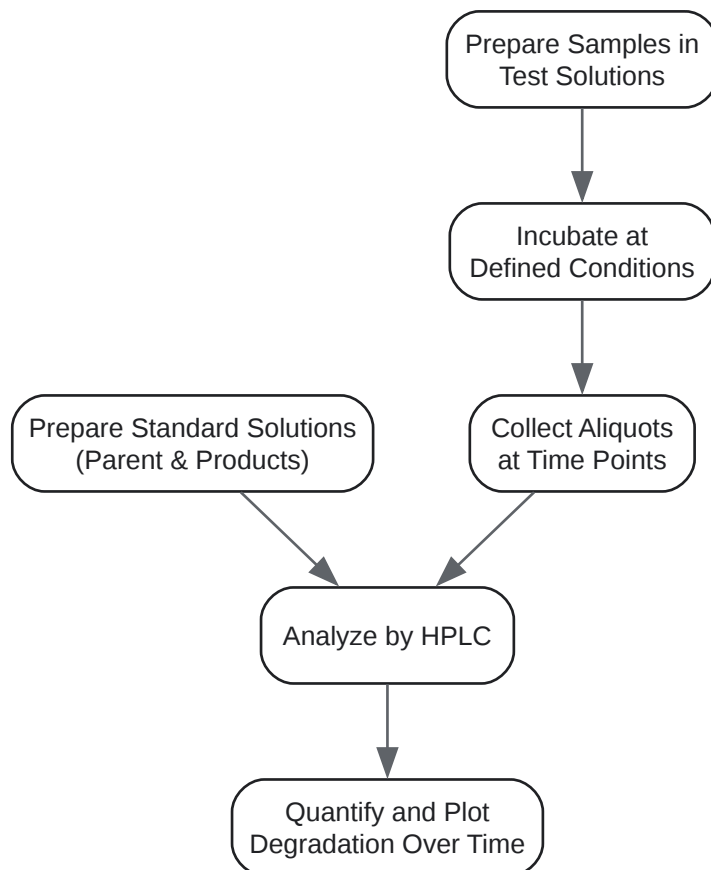 Prepare Samples in
Test Solutions
Incubate at
Defined Conditions
Prepare Standard Solutions
(Parent & Products)
Collect Aliquots
at Time Points
Analyze by HPLC
Quantify and Plot
Degradation Over Time